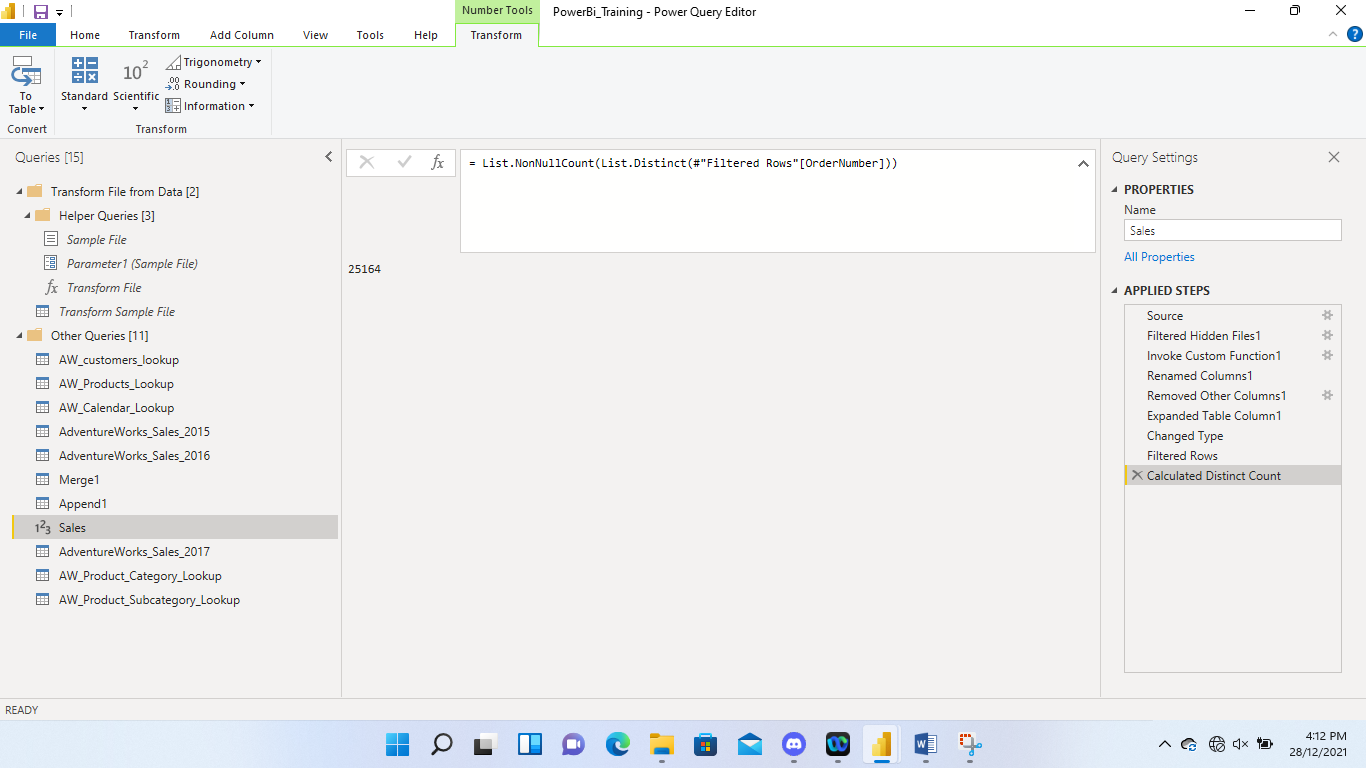 Number Tools
PowerBi_Training - Power Query Editor
File Home Transform Add Column View Tools Help Transform
To Table
Standard
Scientific
10²
Trigonometry
.00 Rounding
Information
Convert
Transform
Queries [15]
Transform File from Data [2]
Helper Queries [3]
Sample File
Parameter1 (Sample File)
fx Transform File
Transform Sample File
Other Queries [11]
AW_customers_lookup
AW_Products_Lookup
AW_Calendar_Lookup
AdventureWorks_Sales_2015
AdventureWorks_Sales_2016
Merge1
Append1
123 Sales
AdventureWorks_Sales_2017
AW_Product_Category_Lookup
AW_Product_Subcategory_Lookup
fx
= List.NonNullCount(List.Distinct(#"Filtered Rows"[OrderNumber]))
25164
Query Settings
PROPERTIES
Name
Sales
All Properties
APPLIED STEPS
Source
Filtered Hidden Files1
Invoke Custom Function1
Renamed Columns1
Removed Other Columns1
Expanded Table Column1
Changed Type
Filtered Rows
Calculated Distinct Count
READY
4:12 PM
28/12/2021